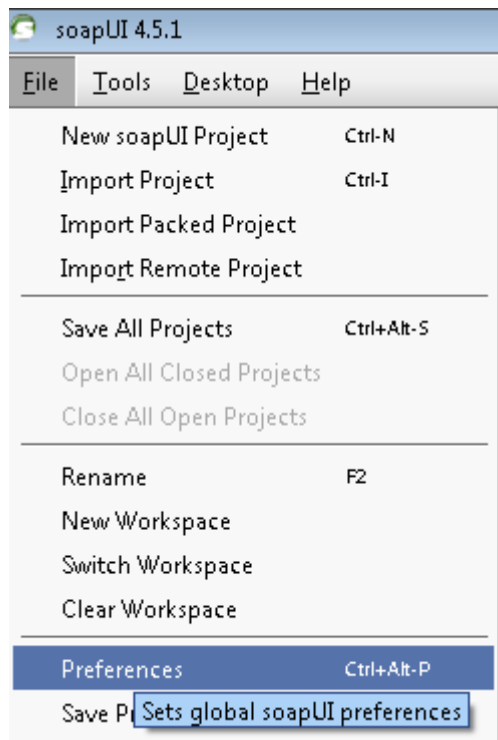 soapUI 4.5.1
File Tools Desktop Help
New soapUI Project Ctrl-N
Import Project Ctrl-I
Import Packed Project
Import Remote Project
Save All Projects Ctrl+Alt-S
Open All Closed Projects
Close All Open Projects
Rename F2
New Workspace
Switch Workspace
Clear Workspace
Preferences Ctrl+Alt-P
Save
Sets global soapUI preferences